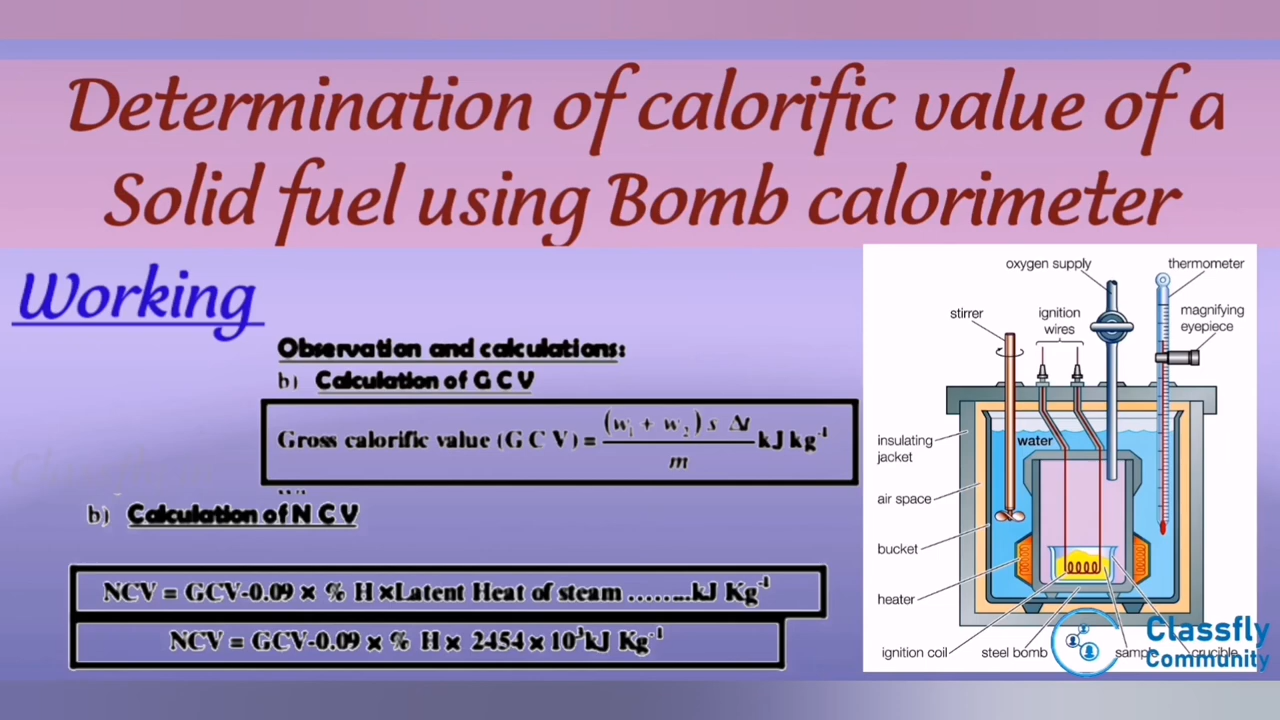 Determination of calorific value of a
Solid fuel using Bomb calorimeter
Working
Observation and calculations:
b) Calculation of G C V
Gross calorific value (G C V) = (w₁ + w₂) s Δt / m kJ kg⁻¹
b) Calculation of N C V
NCV = GCV-0.09 × % H ×Latent Heat of steam ........kJ Kg⁻¹
NCV = GCV-0.09 × % H × 2454 × 10³kJ Kg⁻¹
oxygen supply
thermometer
stirrer
ignition
wires
magnifying
eyepiece
water
insulating
jacket
air space
bucket
heater
ignition coil
steel bomb
sample
crucible
Classfly
Community